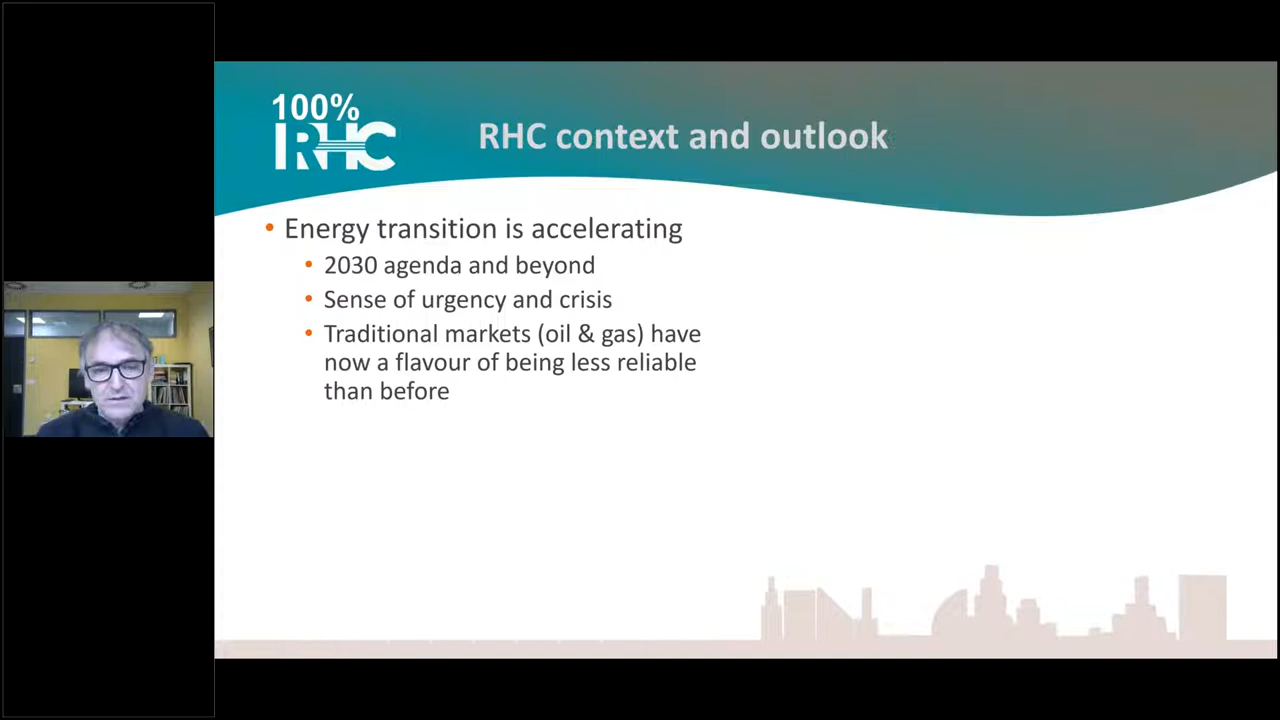 100%
RHC
RHC context and outlook
• Energy transition is accelerating
• 2030 agenda and beyond
• Sense of urgency and crisis
• Traditional markets (oil & gas) have
now a flavour of being less reliable
than before